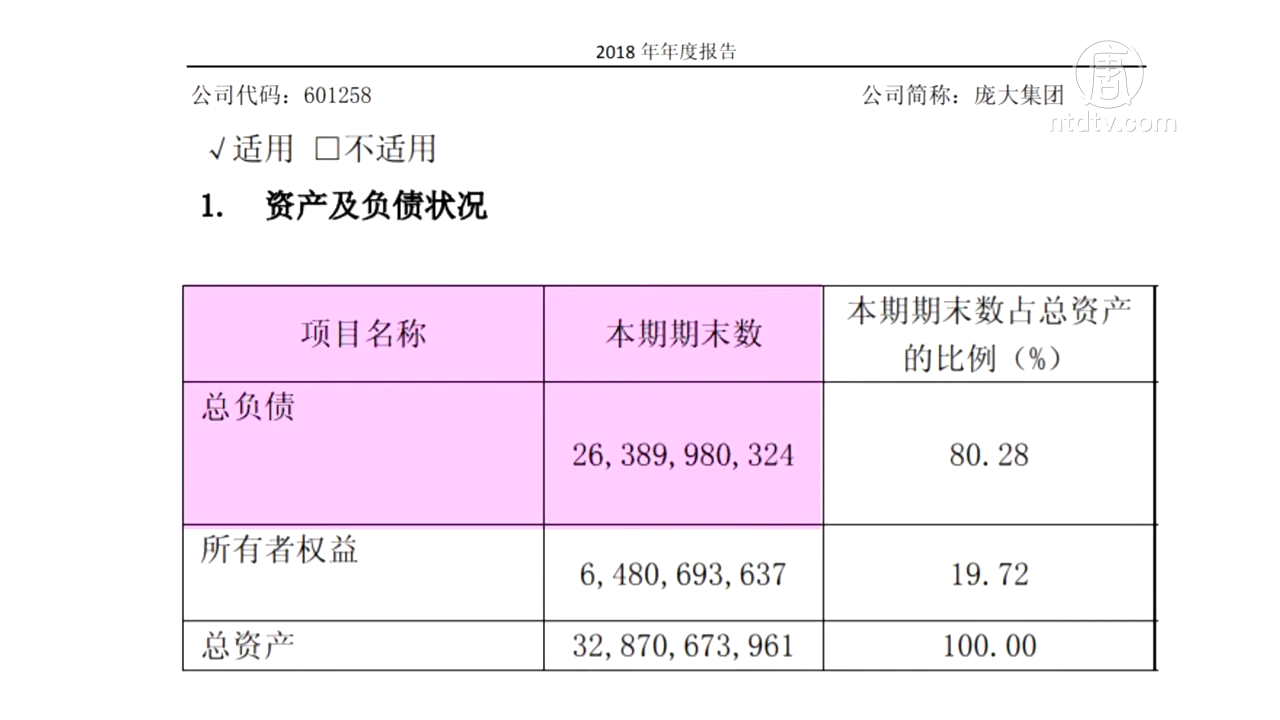 2018 年年度报告
唐
公司代码：601258
公司简称：庞大集团
ntdtv.com
√适用 □不适用
1. 资产及负债状况
项目名称
本期期末数
本期期末数占总资产
的比例（%）
总负债
26,389,980,324
80.28
所有者权益
6,480,693,637
19.72
总资产
32,870,673,961
100.00